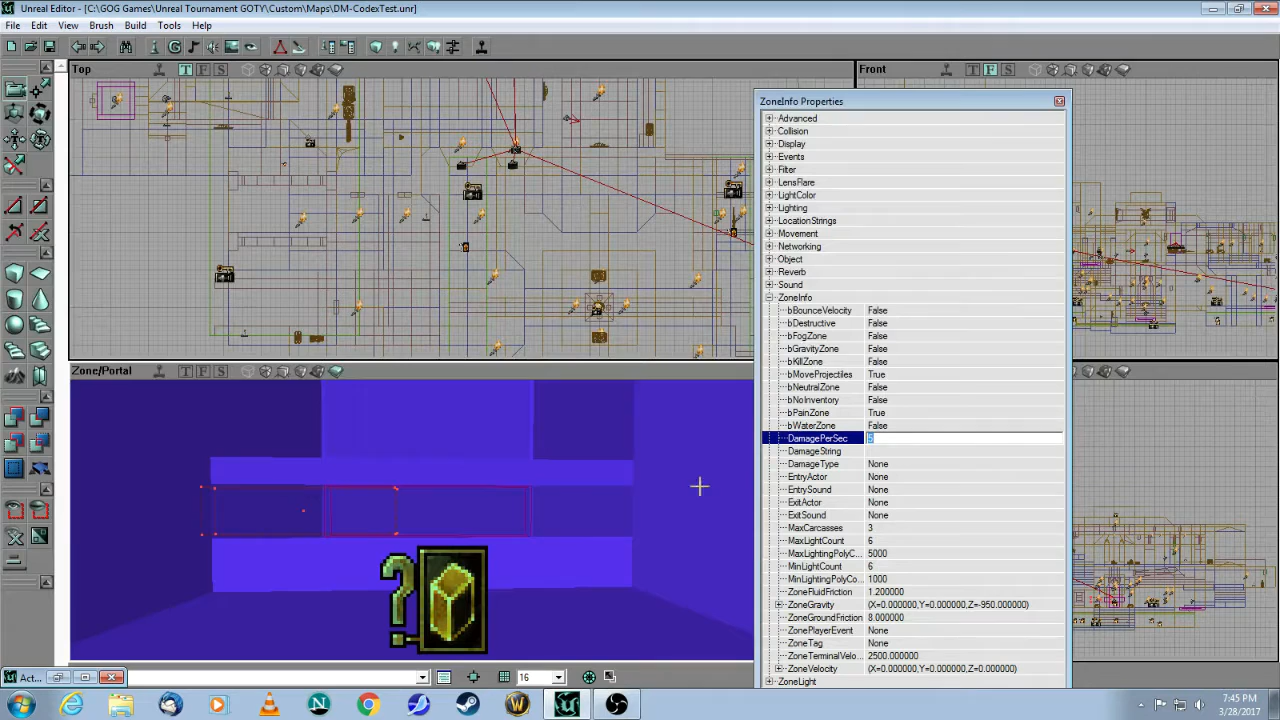 Unreal Editor - [C:\GOG Games\Unreal Tournament GOTY\Custom\Maps\DM-CodexTest.unr]
File Edit View Brush Build Tools Help
Top
T F S
Front
T F S
ZoneInfo Properties
Advanced
Collision
Display
Events
Filter
LensFlare
LightColor
Lighting
LocationStrings
Movement
Networking
Object
Reverb
Sound
ZoneInfo
bBounceVelocity False
bDestructive False
bFogZone False
bGravityZone False
bKillZone False
bMoveProjectiles True
bNeutralZone False
bNoInventory False
bPainZone True
bWaterZone False
DamagePerSec
DamageString
DamageType None
EntryActor None
EntrySound None
ExitActor None
ExitSound None
MaxCarcasses 3
MaxLightCount 6
MaxLightingPolyC... 5000
MinLightCount 6
MinLightingPolyCo... 1000
ZoneFluidFriction 1.200000
ZoneGravity (X=0.000000,Y=0.000000,Z=-950.000000)
ZoneGroundFriction 8.000000
ZonePlayerEvent None
ZoneTag None
ZoneTerminalVelo... 2500.000000
ZoneVelocity (X=0.000000,Y=0.000000,Z=0.000000)
ZoneLight
Zone/Portal
T F S
Act...
16
7:45 PM
3/28/2017